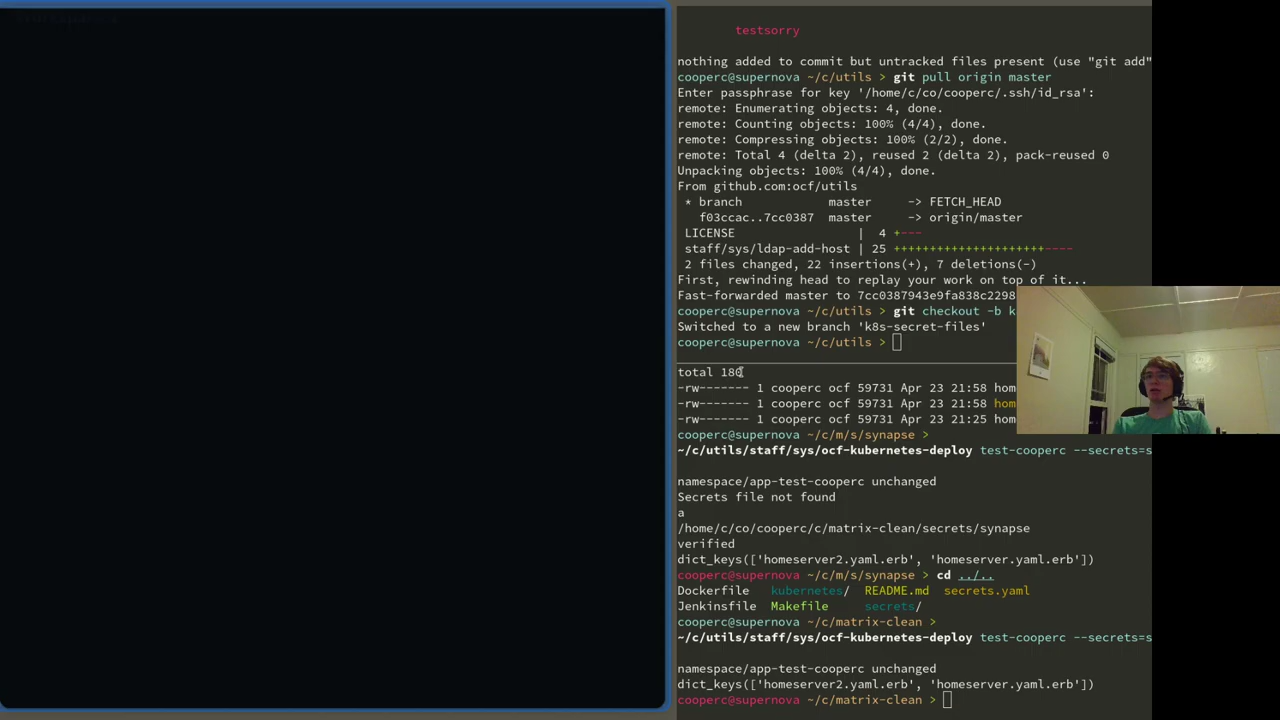 testsorry
nothing added to commit but untracked files present (use "git add"
cooperc@supernova ~/c/utils > git pull origin master
Enter passphrase for key '/home/c/co/cooperc/.ssh/id_rsa':
remote: Enumerating objects: 4, done.
remote: Counting objects: 100% (4/4), done.
remote: Compressing objects: 100% (2/2), done.
remote: Total 4 (delta 2), reused 2 (delta 2), pack-reused 0
Unpacking objects: 100% (4/4), done.
From github.com:ocf/utils
 * branch            master     -> FETCH_HEAD
   f03ccac..7cc0387  master     -> origin/master
 LICENSE                 |  4 +---
 staff/sys/ldap-add-host | 25 +++++++++++++++++++++----
 2 files changed, 22 insertions(+), 7 deletions(-)
First, rewinding head to replay your work on top of it...
Fast-forwarded master to 7cc0387943e9fa838c2298
cooperc@supernova ~/c/utils > git checkout -b k
Switched to a new branch 'k8s-secret-files'
cooperc@supernova ~/c/utils >
total 180
-rw------- 1 cooperc ocf 59731 Apr 23 21:58 hom
-rw------- 1 cooperc ocf 59731 Apr 23 21:58 hom
-rw------- 1 cooperc ocf 59731 Apr 23 21:25 hom
cooperc@supernova ~/c/m/s/synapse >
~/c/utils/staff/sys/ocf-kubernetes-deploy test-cooperc --secrets=s
namespace/app-test-cooperc unchanged
Secrets file not found
a
/home/c/co/cooperc/c/matrix-clean/secrets/synapse
verified
dict_keys(['homeserver2.yaml.erb', 'homeserver.yaml.erb'])
cooperc@supernova ~/c/m/s/synapse > cd ../..
Dockerfile   kubernetes/  README.md  secrets.yaml
Jenkinsfile  Makefile     secrets/
cooperc@supernova ~/c/matrix-clean >
~/c/utils/staff/sys/ocf-kubernetes-deploy test-cooperc --secrets=s
namespace/app-test-cooperc unchanged
dict_keys(['homeserver2.yaml.erb', 'homeserver.yaml.erb'])
cooperc@supernova ~/c/matrix-clean >